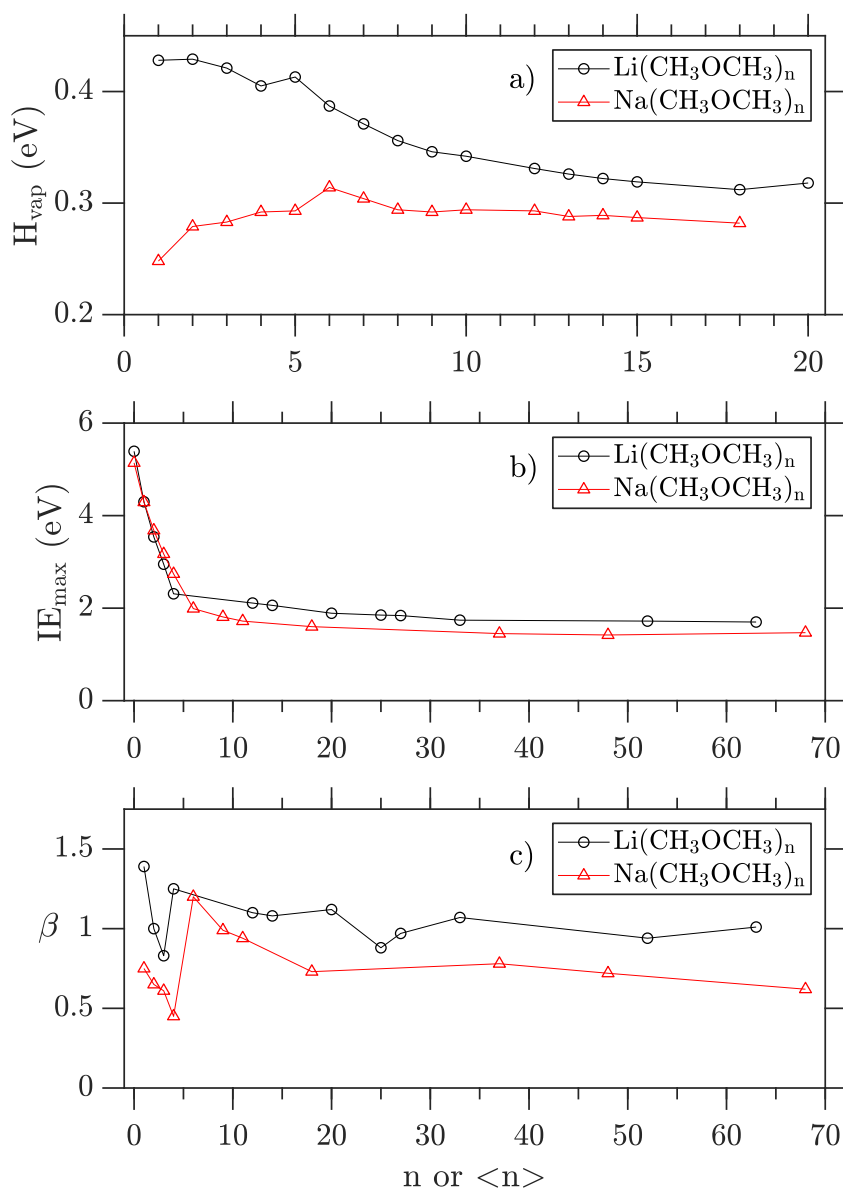 a)
Li(CH₃OCH₃)ₙ
Na(CH₃OCH₃)ₙ
0.4
0.3
0.2
H_vap (eV)
0 5 10 15 20
b)
Li(CH₃OCH₃)ₙ
Na(CH₃OCH₃)ₙ
6
4
2
0
IE_max (eV)
0 10 20 30 40 50 60 70
c)
Li(CH₃OCH₃)ₙ
Na(CH₃OCH₃)ₙ
1.5
1
0.5
0
β
0 10 20 30 40 50 60 70
n or <n>